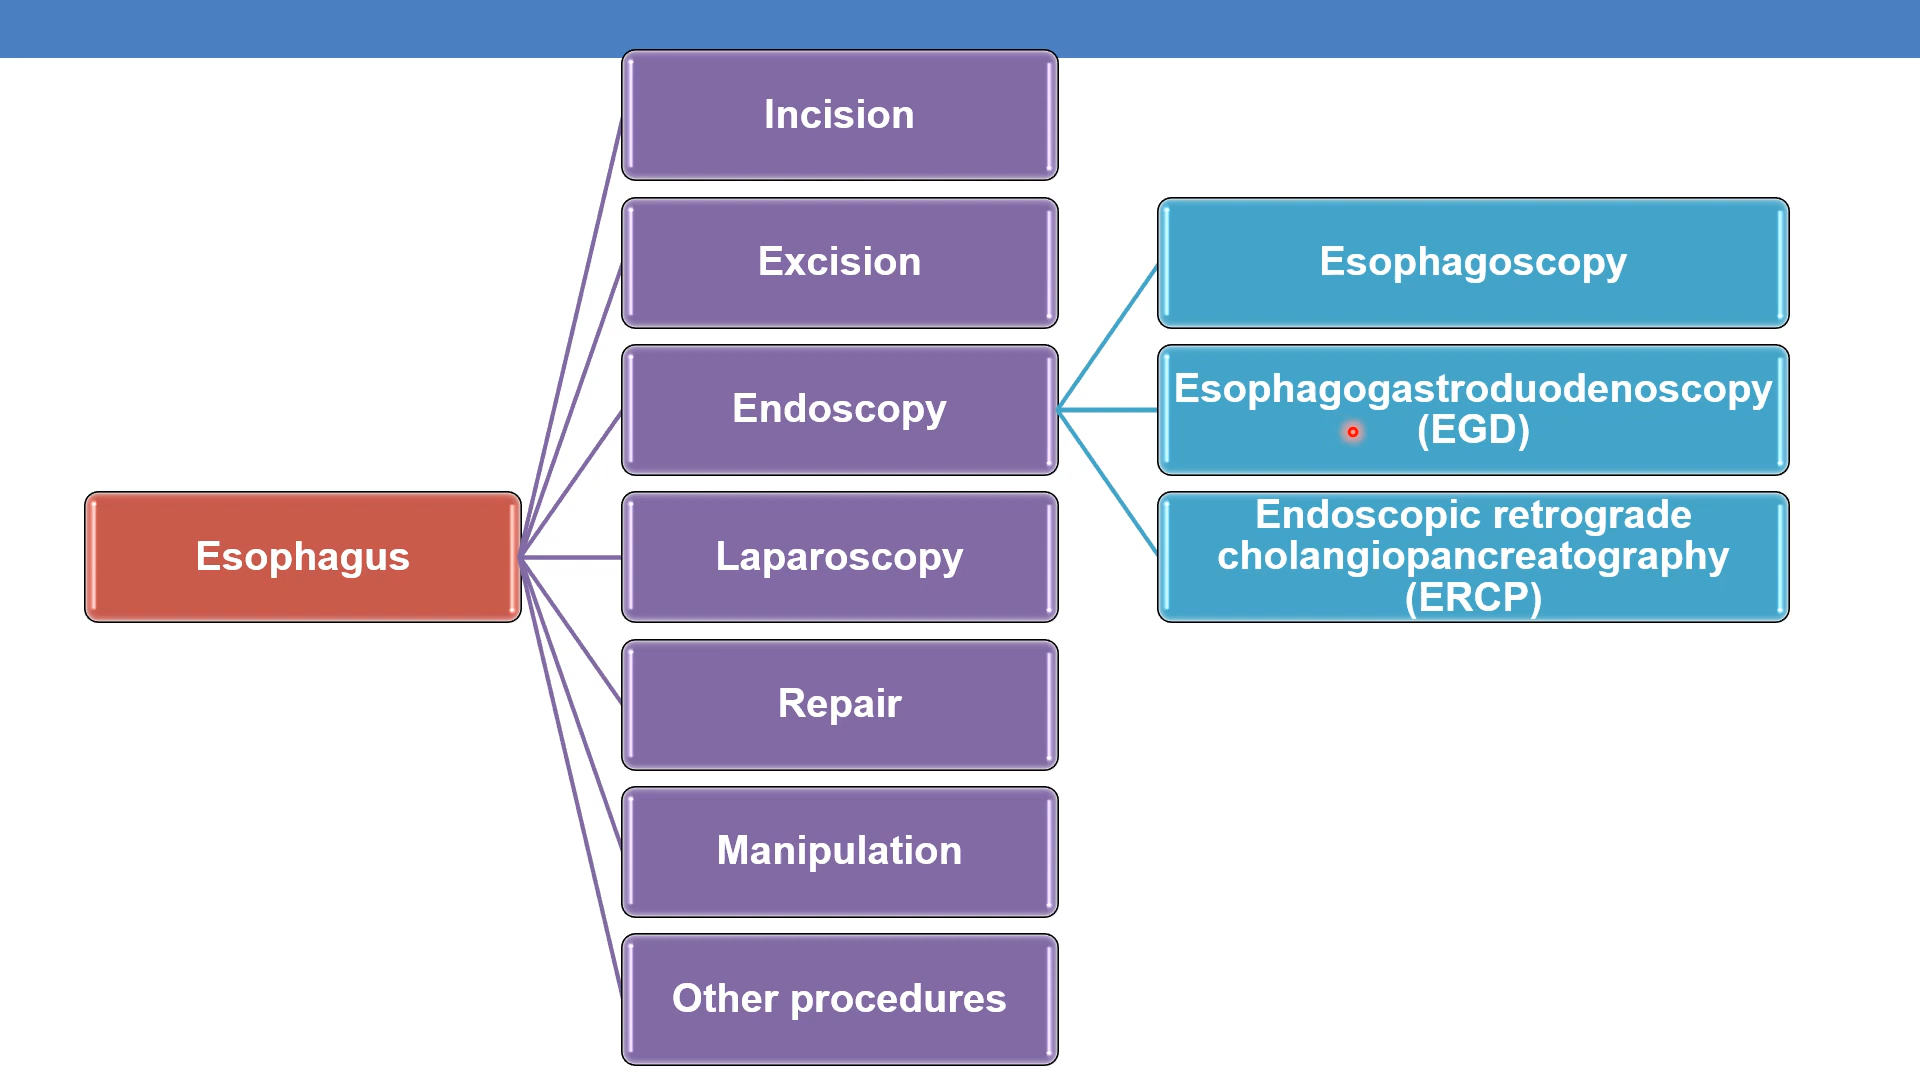 Esophagus
Incision
Excision
Endoscopy
Laparoscopy
Repair
Manipulation
Other procedures
Esophagoscopy
Esophagogastroduodenoscopy
(EGD)
Endoscopic retrograde
cholangiopancreatography
(ERCP)